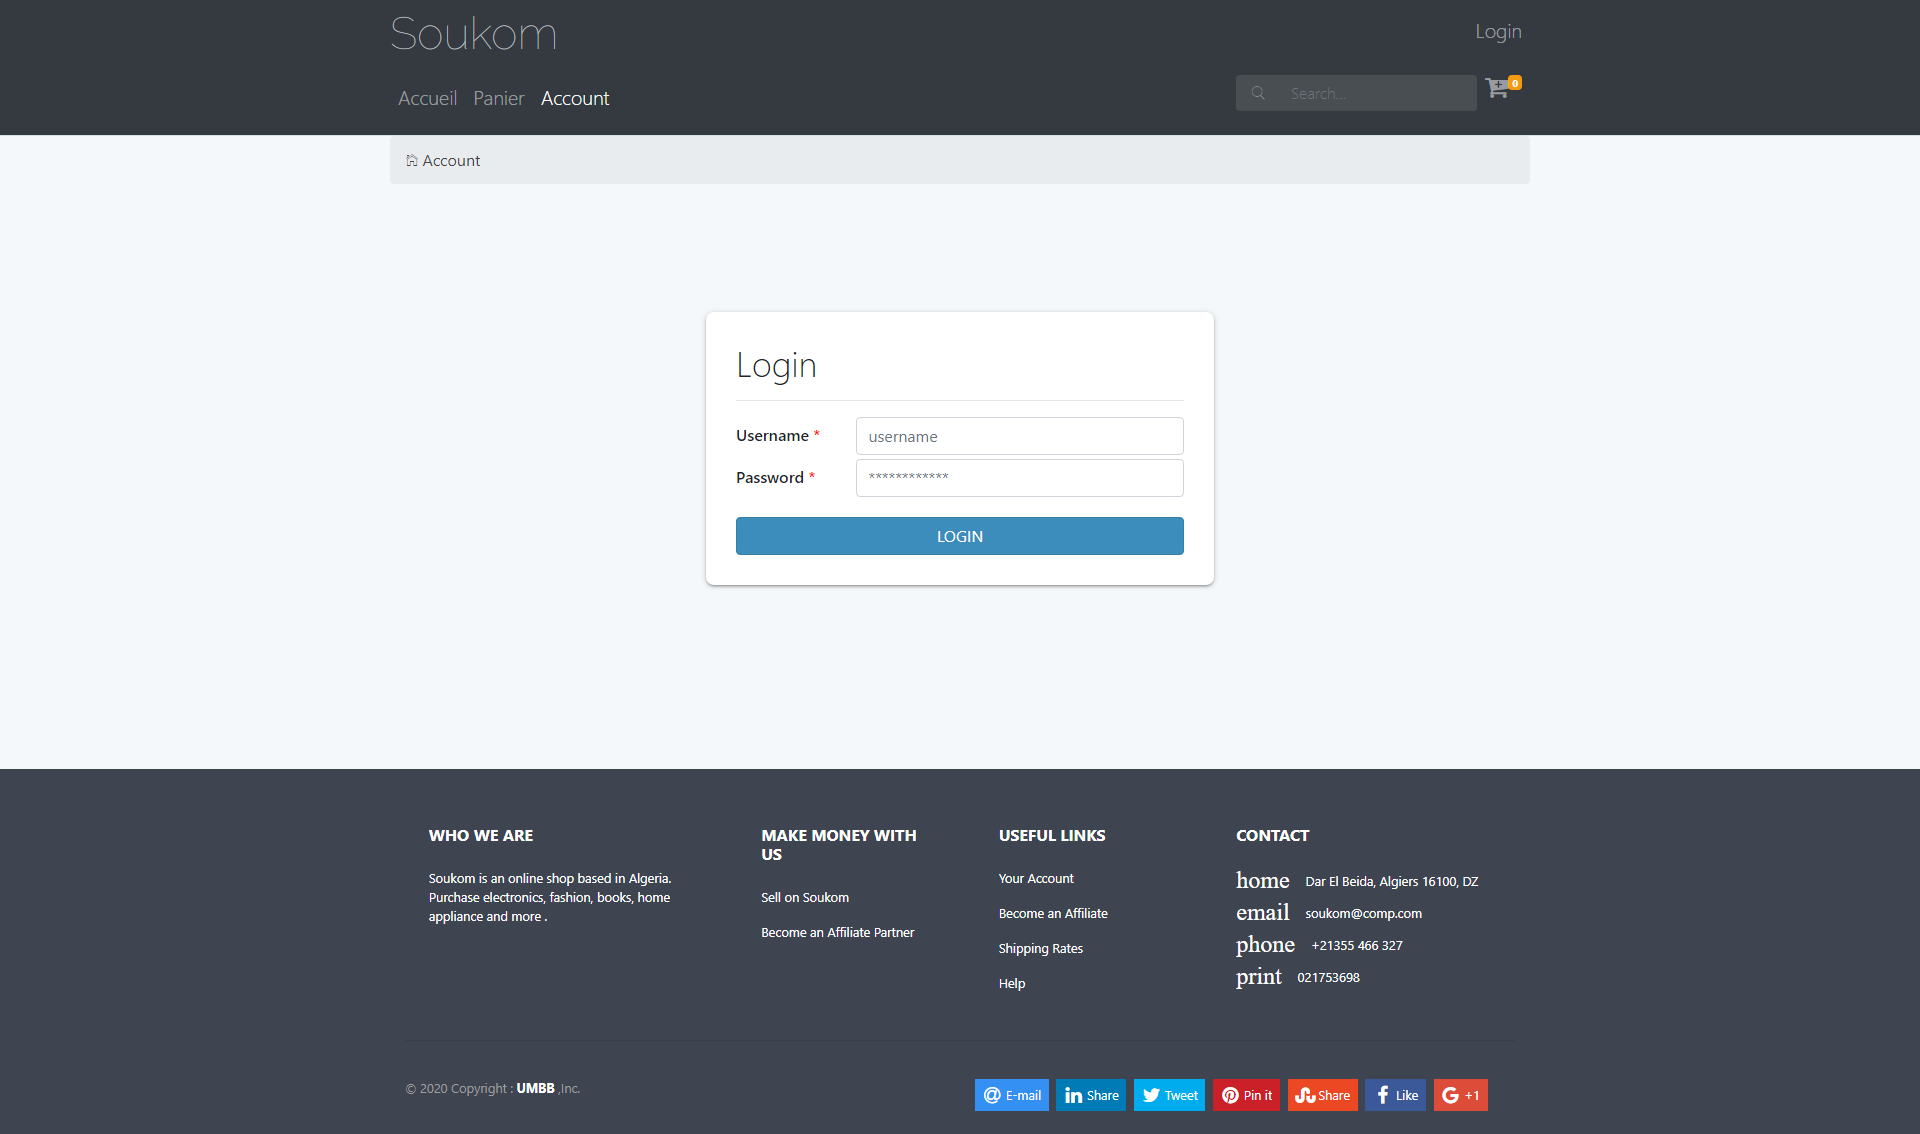 Soukom
Login
Accueil Panier Account
Search...
0
Account
Login
Username *
username
Password *
************
LOGIN
WHO WE ARE
Soukom is an online shop based in Algeria.
Purchase electronics, fashion, books, home
appliance and more .
MAKE MONEY WITH
US
Sell on Soukom
Become an Affiliate Partner
USEFUL LINKS
Your Account
Become an Affiliate
Shipping Rates
Help
CONTACT
home Dar El Beida, Algiers 16100, DZ
email soukom@comp.com
phone +21355 466 327
print 021753698
© 2020 Copyright : UMBB ,Inc.
E-mail Share Tweet Pin it Share Like +1